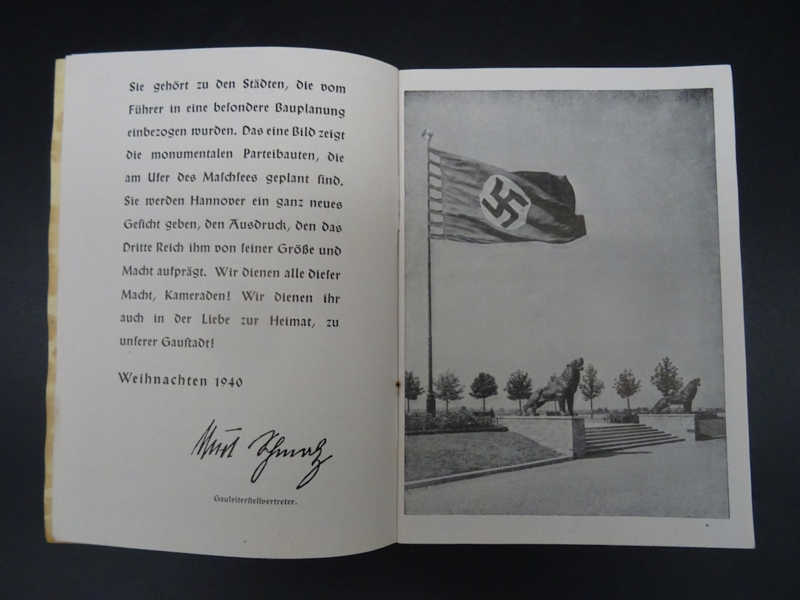 Sie gehört zu den Städten, die vom
Führer in eine besondere Bauplanung
einbezogen wurden. Das eine Bild zeigt
die monumentalen Parteibauten, die
am Ufer des Maschsees geplant sind.
Sie werden Hannover ein ganz neues
Gesicht geben, den Ausdruck, den das
Dritte Reich ihm von seiner Größe und
Macht aufprägt. Wir dienen alle dieser
Macht, Kameraden! Wir dienen ihr
auch in der Liebe zur Heimat, zu
unserer Gaustadt!
Weihnachten 1940
Kurt Schmalz
Gauleiterstellvertreter.